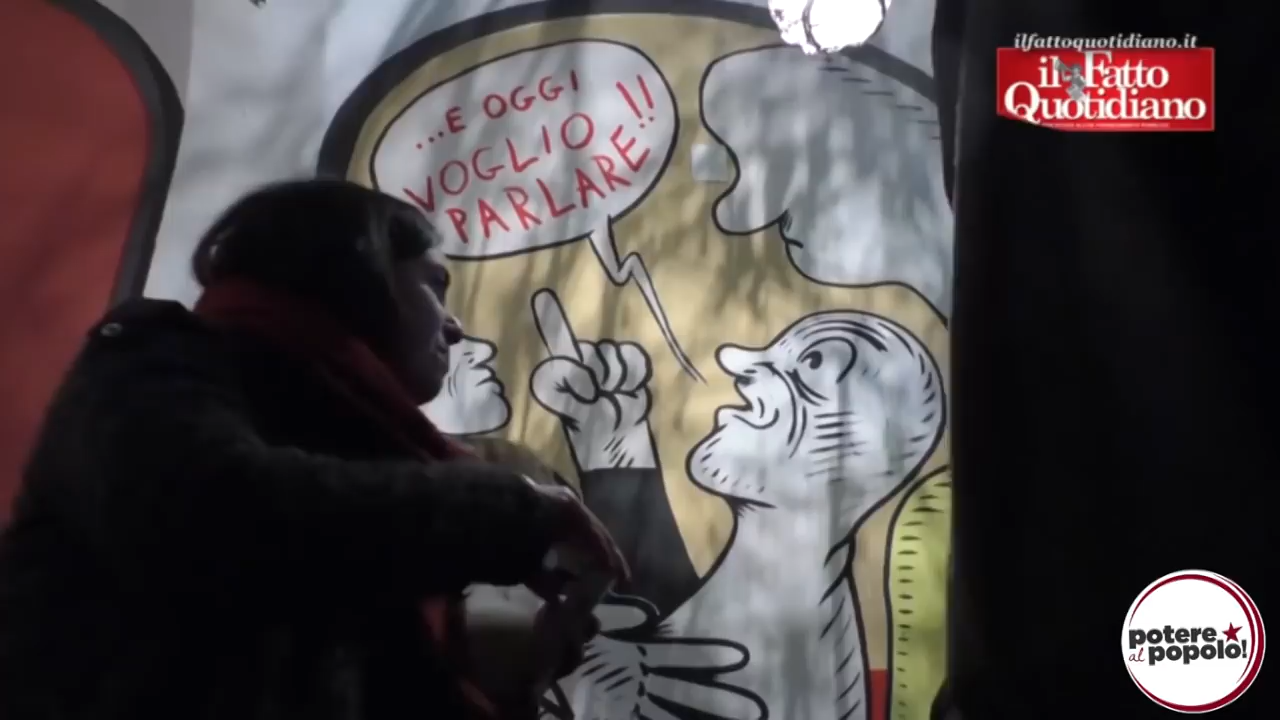 ilfattoquotidiano.it
il Fatto
Quotidiano
...E OGGI
VOGLIO
PARLARE!!
potere
al popolo!